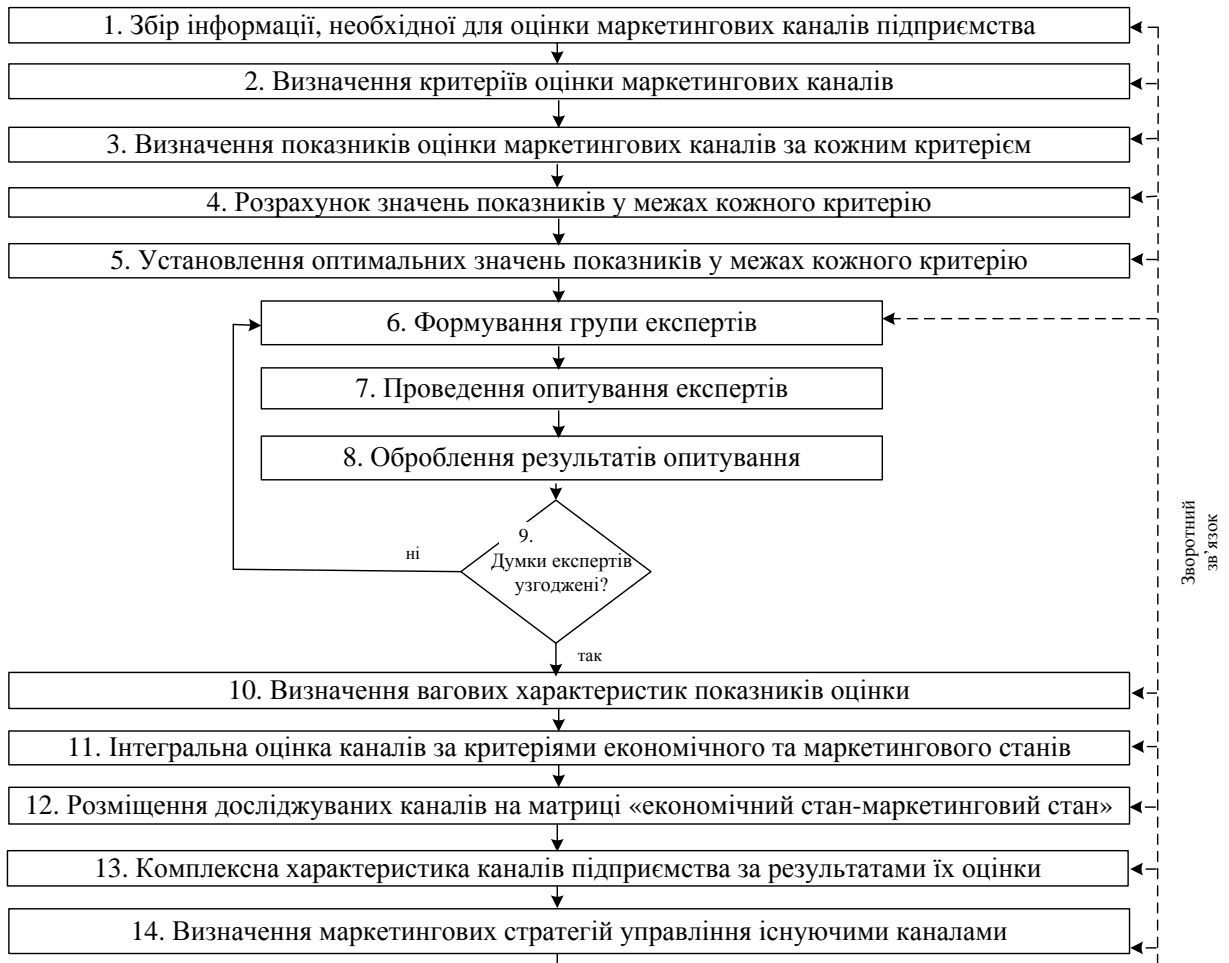 1. Збір інформації, необхідної для оцінки маркетингових каналів підприємства
2. Визначення критеріїв оцінки маркетингових каналів
3. Визначення показників оцінки маркетингових каналів за кожним критерієм
4. Розрахунок значень показників у межах кожного критерію
5. Установлення оптимальних значень показників у межах кожного критерію
6. Формування групи експертів
7. Проведення опитування експертів
8. Оброблення результатів опитування
9.
Думки експертів
узгоджені?
ні
так
Зворотний
зв’язок
10. Визначення вагових характеристик показників оцінки
11. Інтегральна оцінка каналів за критеріями економічного та маркетингового станів
12. Розміщення досліджуваних каналів на матриці «економічний стан-маркетинговий стан»
13. Комплексна характеристика каналів підприємства за результатами їх оцінки
14. Визначення маркетингових стратегій управління існуючими каналами